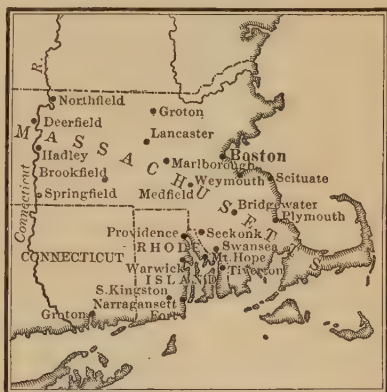 R.
Northfield
Groton
Deerfield
MASSACHUSETTS
Lancaster
Hadley
Boston
Marlborough
Connecticut
Brookfield
Weymouth
Scituate
Springfield
Medfield
Bridgewater
Plymouth
Providence
Seekonk
RHODE
Swansea
CONNECTICUT
Mt. Hope
Warwick
Tiverton
ISLAND
S. Kingston
Narragansett
Groton
Fort